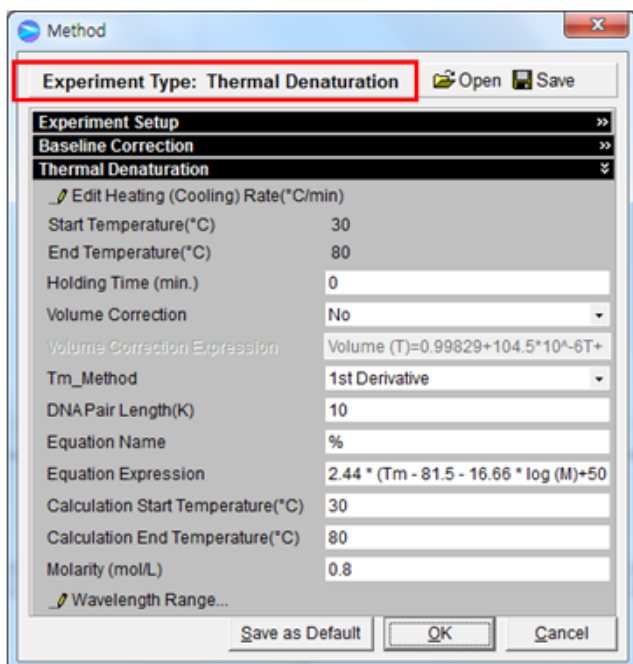 Method
Experiment Type: Thermal Denaturation Open Save
Experiment Setup
Baseline Correction
Thermal Denaturation
Edit Heating (Cooling) Rate(°C/min)
Start Temperature(°C) 30
End Temperature(°C) 80
Holding Time (min.) 0
Volume Correction No
Volume Correction Expression Volume (T)=0.99829+104.5*10^-6T+
Tm_Method 1st Derivative
DNA Pair Length(K) 10
Equation Name %
Equation Expression 2.44 * (Tm - 81.5 - 16.66 * log (M)+50
Calculation Start Temperature(°C) 30
Calculation End Temperature(°C) 80
Molarity (mol/L) 0.8
Wavelength Range...
Save as Default OK Cancel